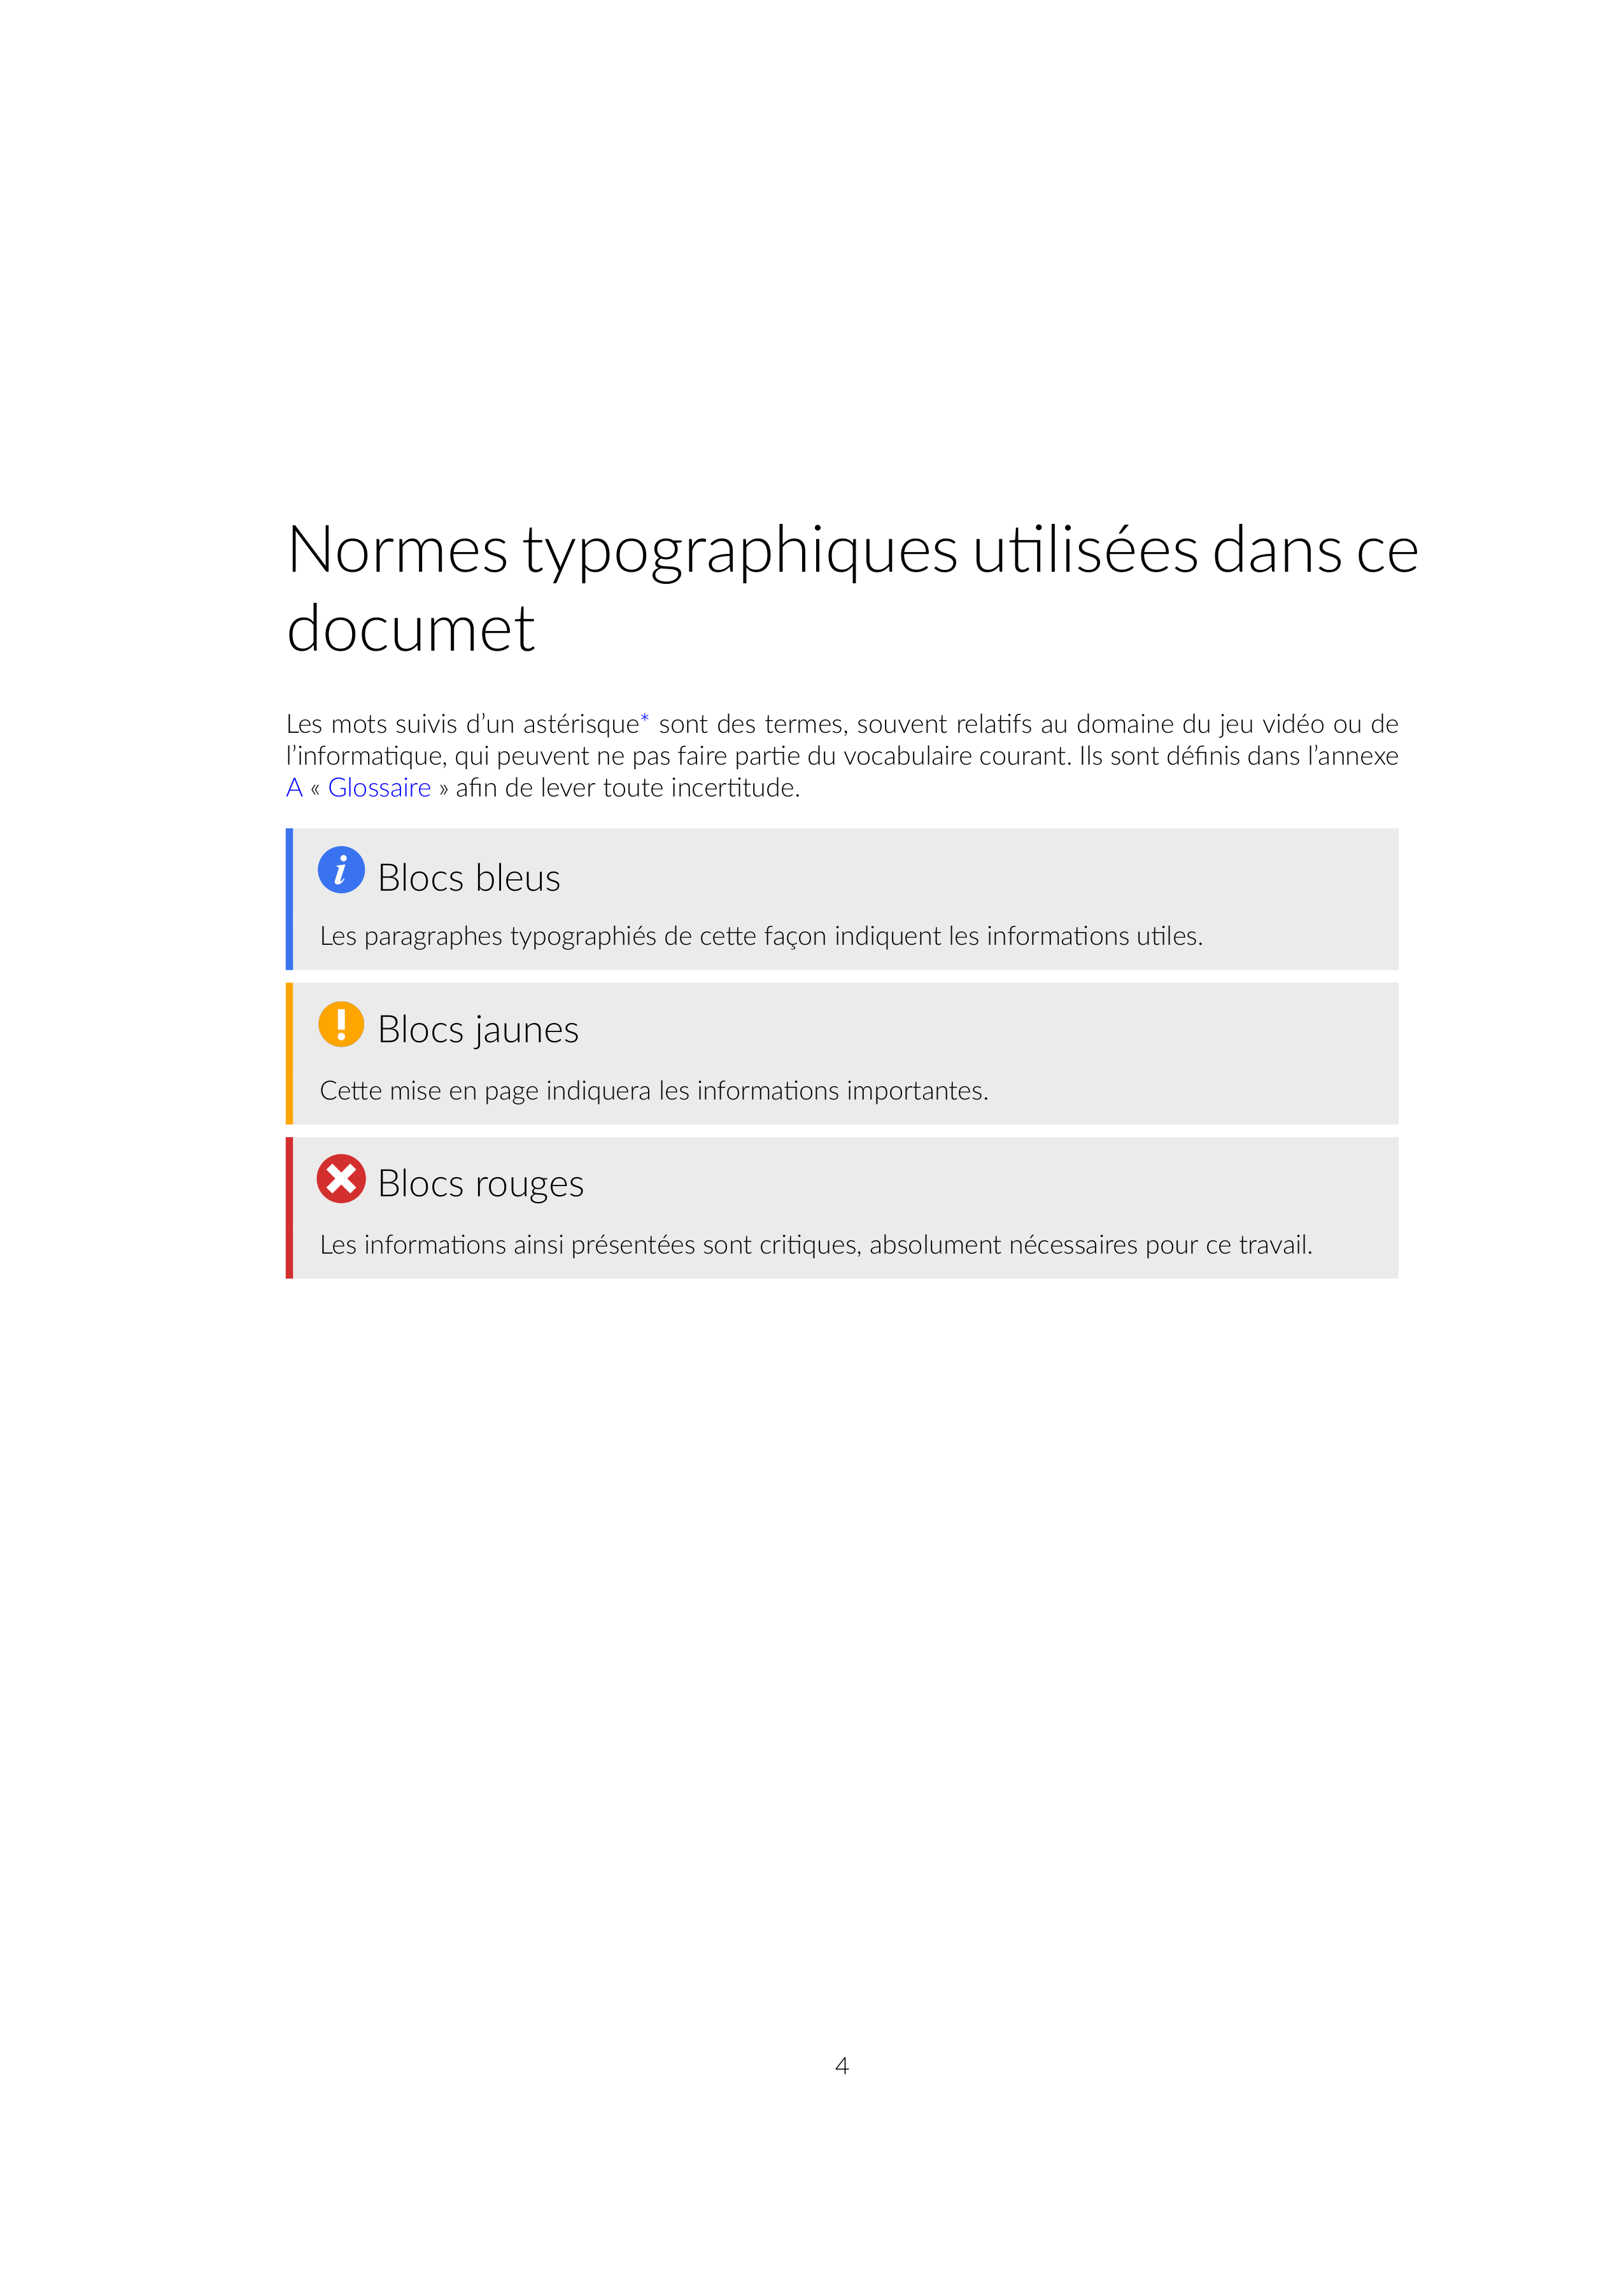 Normes typographiques utilisées dans ce
documet
Les mots suivis d’un astérisque* sont des termes, souvent relatifs au domaine du jeu vidéo ou de
l’informatique, qui peuvent ne pas faire partie du vocabulaire courant. Ils sont définis dans l’annexe
A « Glossaire » afin de lever toute incertitude.
Blocs bleus
Les paragraphes typographiés de cette façon indiquent les informations utiles.
Blocs jaunes
Cette mise en page indiquera les informations importantes.
Blocs rouges
Les informations ainsi présentées sont critiques, absolument nécessaires pour ce travail.
4